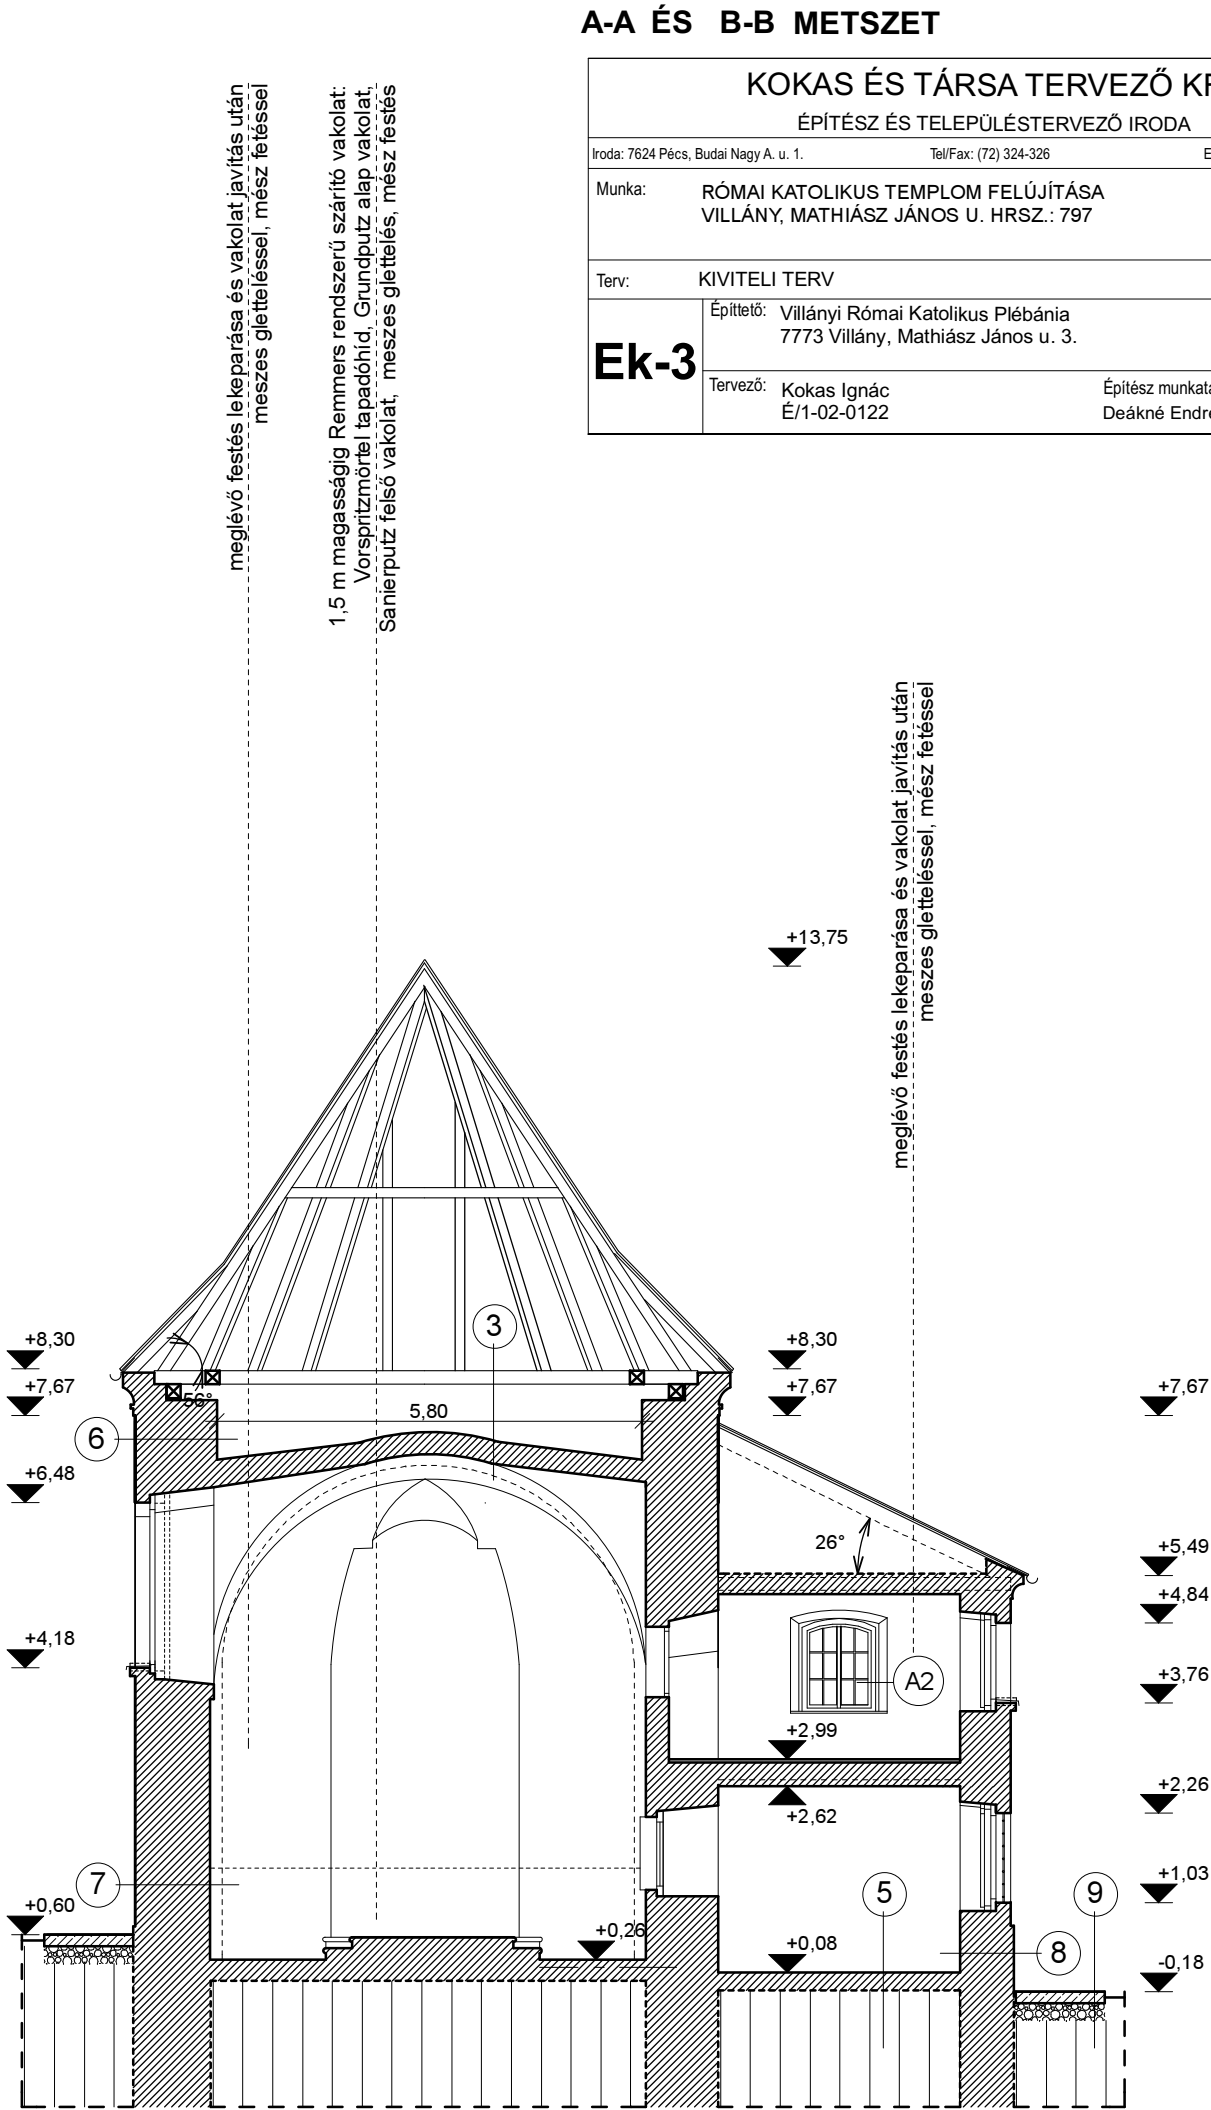 A-A ÉS B-B METSZET
KOKAS ÉS TÁRSA TERVEZŐ
ÉPÍTÉSZ ÉS TELEPÜLÉSTERVEZŐ IRODA
Iroda: 7624 Pécs, Budai Nagy A. u. 1. Tel/Fax: (72) 324-326 E
Munka: RÓMAI KATOLIKUS TEMPLOM FELÚJÍTÁSA
VILLÁNY, MATHIÁSZ JÁNOS U. HRSZ.: 797
Terv: KIVITELI TERV
Ek-3
Építtető: Villányi Római Katolikus Plébánia
7773 Villány, Mathiász János u. 3.
Tervező: Kokas Ignác Építész munkatá
É/1-02-0122 Deákné Endre
meglévő festés lekeparása és vakolat javítás után
meszes gletteléssel, mész fetéssel
1,5 m magasságig Remmers rendszerű szárító vakolat:
Vorspritzmörtel tapadóhíd, Grundputz alap vakolat,
Sanierputz felső vakolat, meszes glettelés, mész festés
meglévő festés lekeparása és vakolat javítás után
meszes gletteléssel, mész fetéssel
+13,75
3
+8,30
+8,30
+7,67
+7,67
+7,67
56°
5,80
6
+6,48
26°
+5,49
+4,84
+4,18
A2
+3,76
+2,99
+2,26
+2,62
7
5
9
+1,03
+0,60
+0,26
+0,08
8
-0,18